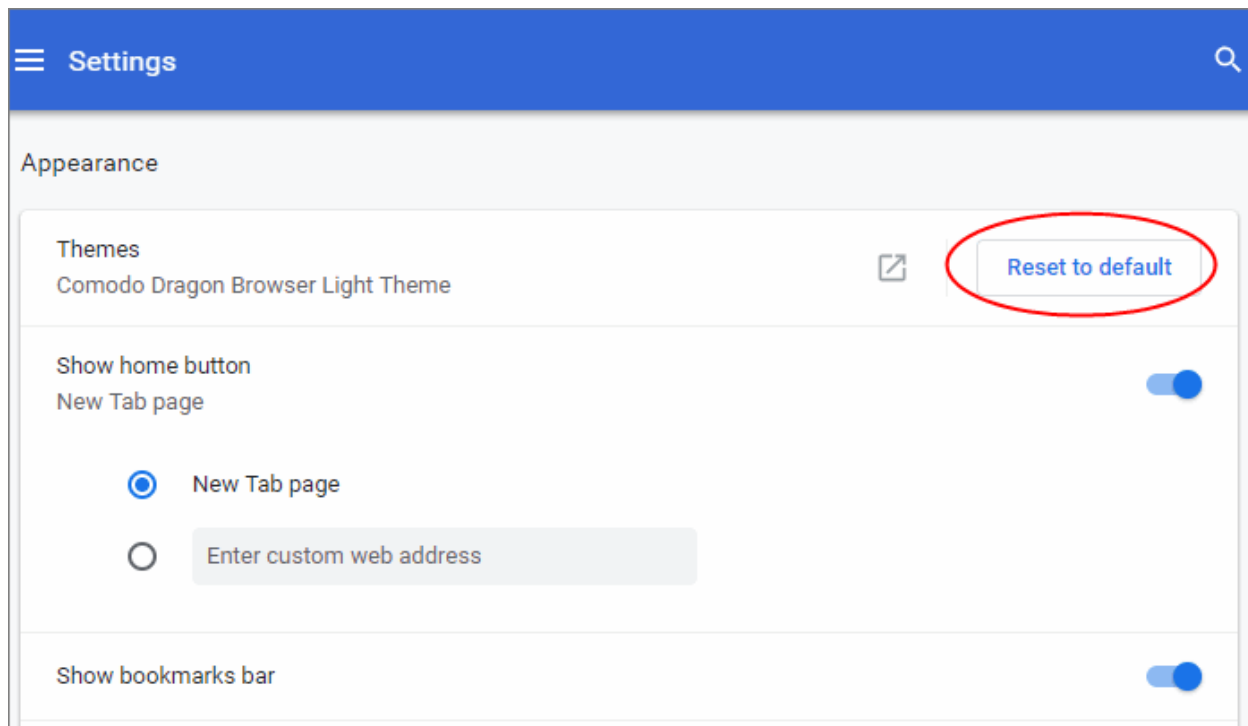 Settings
Appearance
Themes
Comodo Dragon Browser Light Theme
Reset to default
Show home button
New Tab page
New Tab page
Enter custom web address
Show bookmarks bar